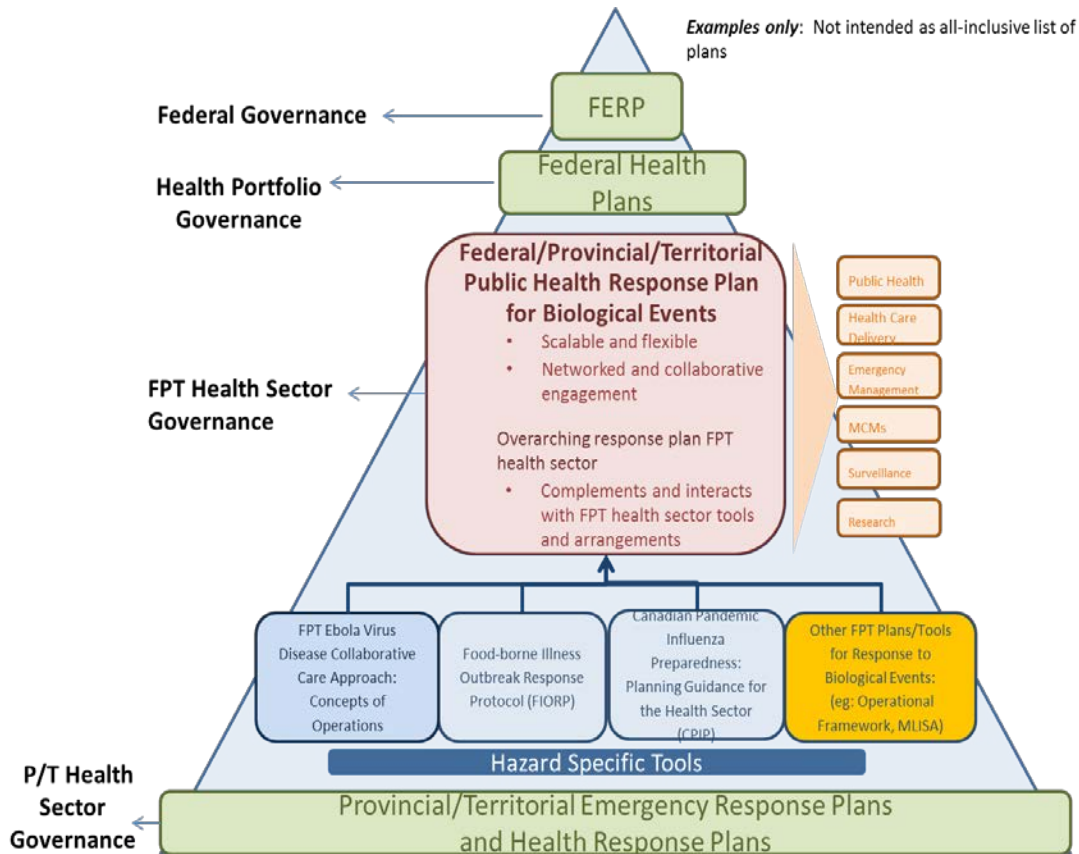 Examples only: Not intended as all-inclusive list of
plans
FERP
Federal Governance
Federal Health
Plans
Health Portfolio
Governance
Federal/Provincial/Territorial
Public Health Response Plan
for Biological Events
• Scalable and flexible
• Networked and collaborative
engagement
Overarching response plan FPT
health sector
• Complements and interacts
with FPT health sector tools
and arrangements
FPT Health Sector
Governance
Public Health
Health Care
Delivery
Emergency
Management
MCMs
Surveillance
Research
FPT Ebola Virus
Disease Collaborative
Care Approach:
Concepts of
Operations
Food-borne Illness
Outbreak Response
Protocol (FIORP)
Canadian Pandemic
Influenza
Preparedness:
Planning Guidance for
the Health Sector
(CPIP)
Other FPT Plans/Tools
for Response to
Biological Events:
(eg: Operational
Framework, MLISA)
Hazard Specific Tools
P/T Health
Sector
Governance
Provincial/Territorial Emergency Response Plans
and Health Response Plans